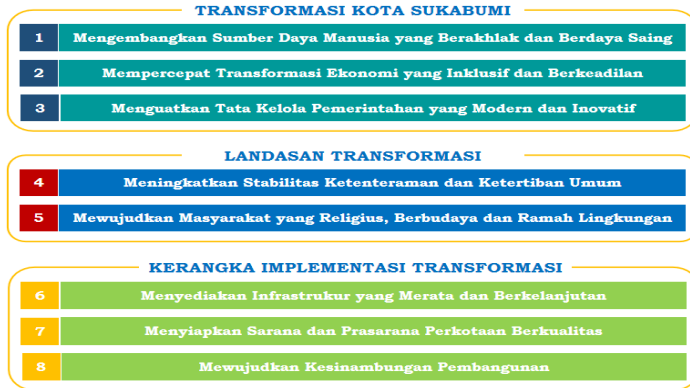 TRANSFORMASI KOTA SUKABUMI
1 Mengembangkan Sumber Daya Manusia yang Berakhlak dan Berdaya Saing
2 Mempercepat Transformasi Ekonomi yang Inklusif dan Berkeadilan
3 Menguatkan Tata Kelola Pemerintahan yang Modern dan Inovatif
LANDASAN TRANSFORMASI
4 Meningkatkan Stabilitas Ketenteraman dan Ketertiban Umum
5 Mewujudkan Masyarakat yang Religius, Berbudaya dan Ramah Lingkungan
KERANGKA IMPLEMENTASI TRANSFORMASI
6 Menyediakan Infrastrukur yang Merata dan Berkelanjutan
7 Menyiapkan Sarana dan Prasarana Perkotaan Berkualitas
8 Mewujudkan Kesinambungan Pembangunan